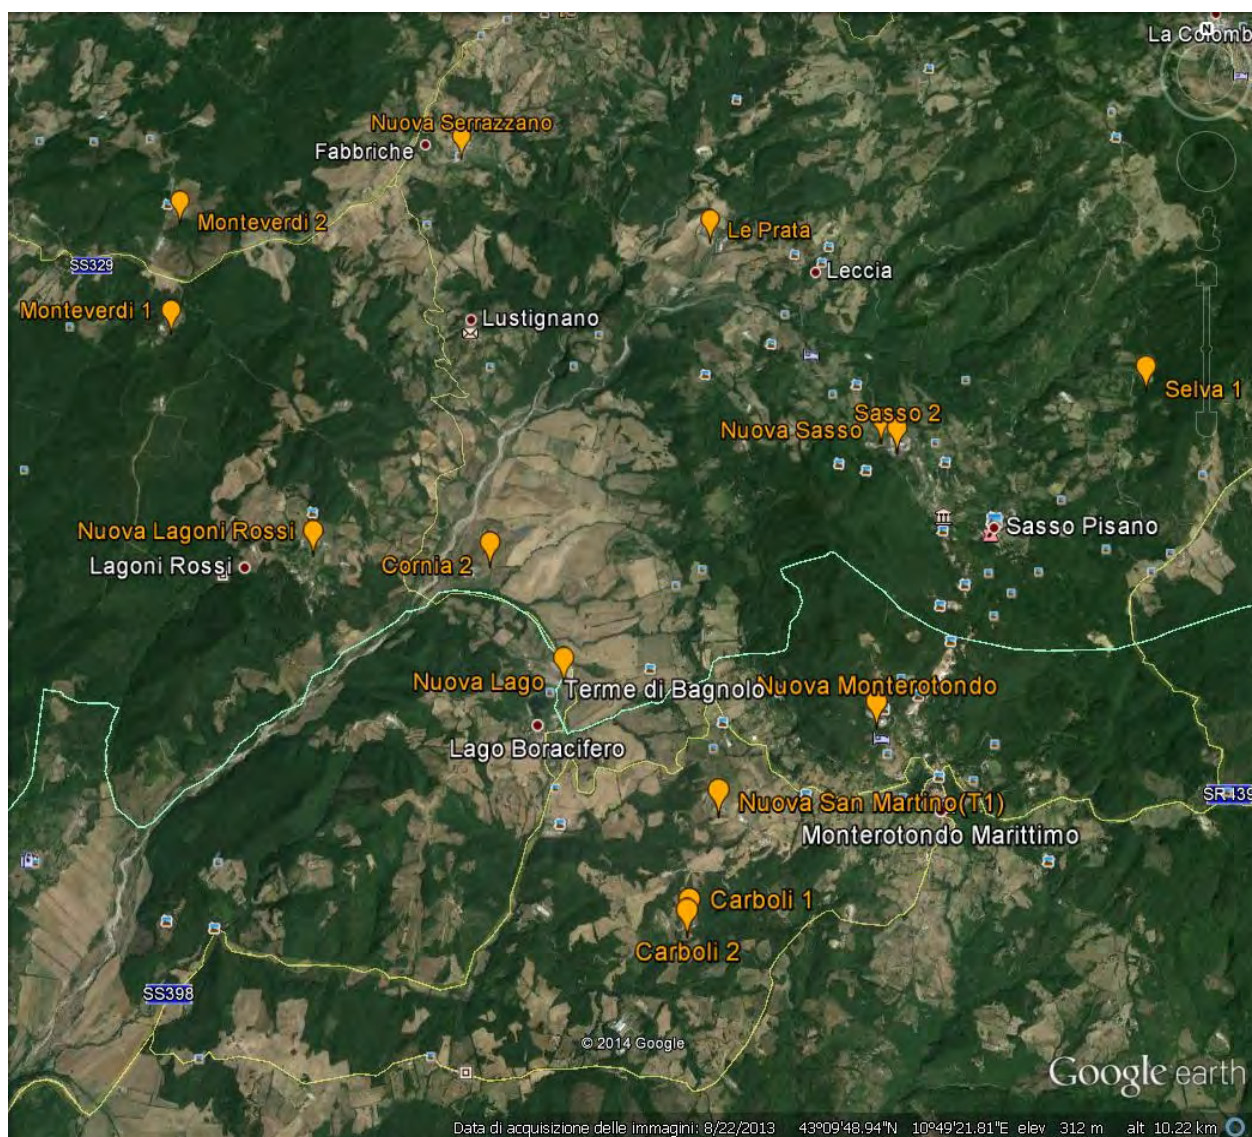 La Colomb
N
Nuova Serrazzano
Fabbriche
Monteverdi 2
Le Prata
SS329
Leccia
Monteverdi 1
Lustignano
Selva 1
Sasso 2
Nuova Sasso
Nuova Lagoni Rossi
Sasso Pisano
Lagoni Rossi
Cornia 2
Nuova Lago
Terme di Bagnolo
Nuova Monterotondo
Lago Boracifero
Nuova San Martino(T1)
SR439
Monterotondo Marittimo
Carboli 1
Carboli 2
SS398
© 2014 Google
Google earth
Data di acquisizione delle immagini: 8/22/2013 43°09'48.94"N 10°49'21.81"E elev 312 m alt 10.22 km